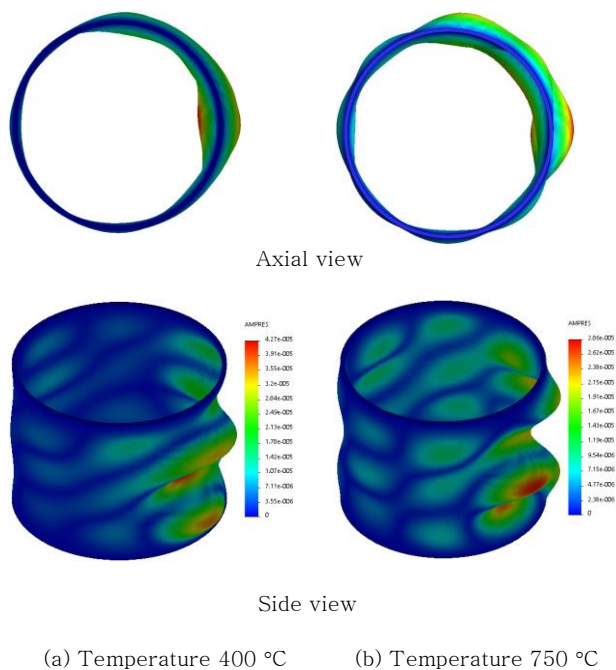 Axial view
AMPRES
4.27e-005
3.91e-005
3.55e-005
3.2e-005
2.84e-005
2.49e-005
2.13e-005
1.78e-005
1.42e-005
1.07e-005
7.11e-006
3.55e-006
0
AMPRES
2.86e-005
2.62e-005
2.38e-005
2.15e-005
1.91e-005
1.67e-005
1.43e-005
1.19e-005
9.54e-006
7.15e-006
4.77e-006
2.38e-006
0
Side view
(a) Temperature 400 °C
(b) Temperature 750 °C